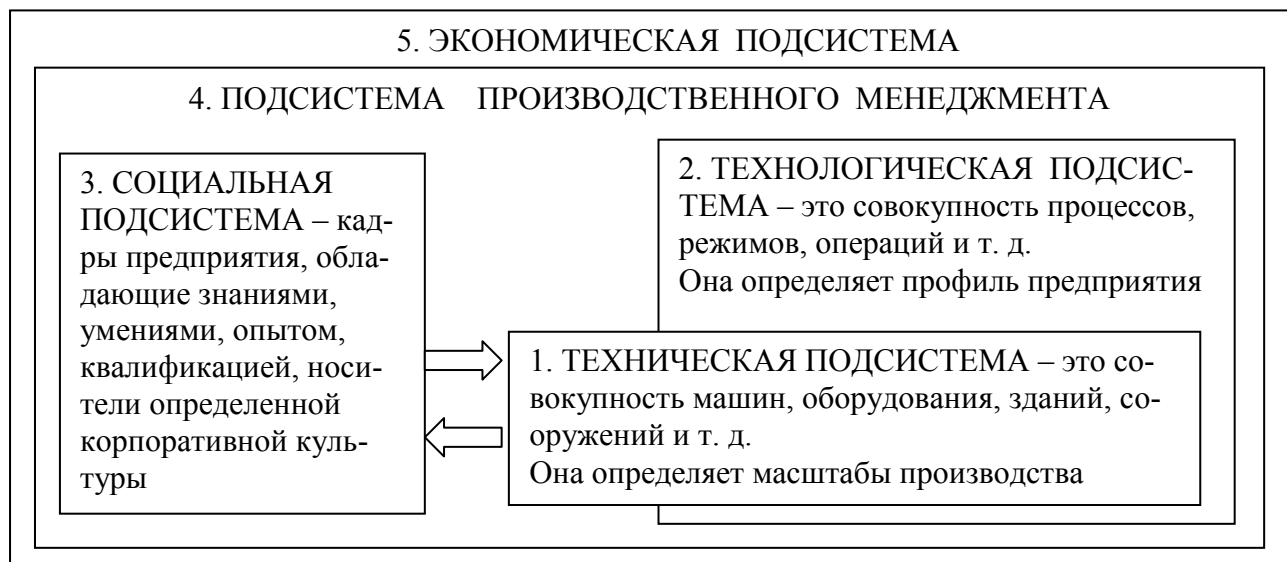 5. ЭКОНОМИЧЕСКАЯ ПОДСИСТЕМА
4. ПОДСИСТЕМА ПРОИЗВОДСТВЕННОГО МЕНЕДЖМЕНТА
3. СОЦИАЛЬНАЯ
ПОДСИСТЕМА – кад-
ры предприятия, обла-
дающие знаниями,
умениями, опытом,
квалификацией, носи-
тели определенной
корпоративной куль-
туры
2. ТЕХНОЛОГИЧЕСКАЯ ПОДСИС-
ТЕМА – это совокупность процессов,
режимов, операций и т. д.
Она определяет профиль предприятия
1. ТЕХНИЧЕСКАЯ ПОДСИСТЕМА – это со-
вокупность машин, оборудования, зданий, со-
оружений и т. д.
Она определяет масштабы производства